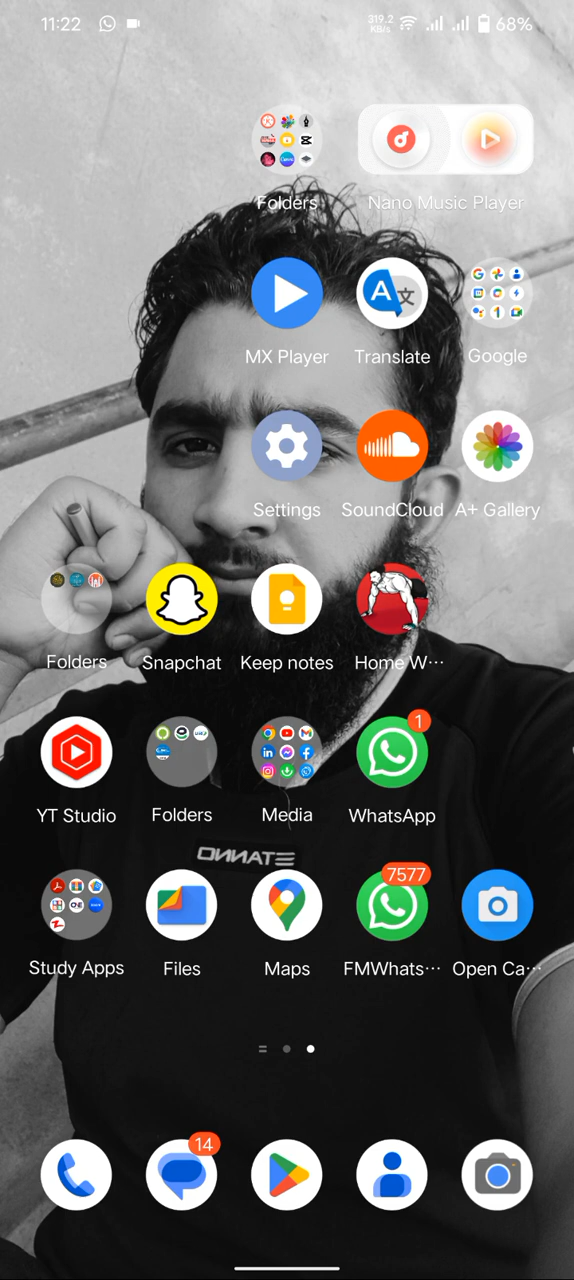 11:22
319.2
KB/s
68%
Folders
Nano Music Player
MX Player
Translate
Google
Settings
SoundCloud
A+ Gallery
Folders
Snapchat
Keep notes
Home W···
YT Studio
Folders
Media
1
WhatsApp
ONNATE
Study Apps
Files
Maps
7577
FMWhats···
Open Ca···
14